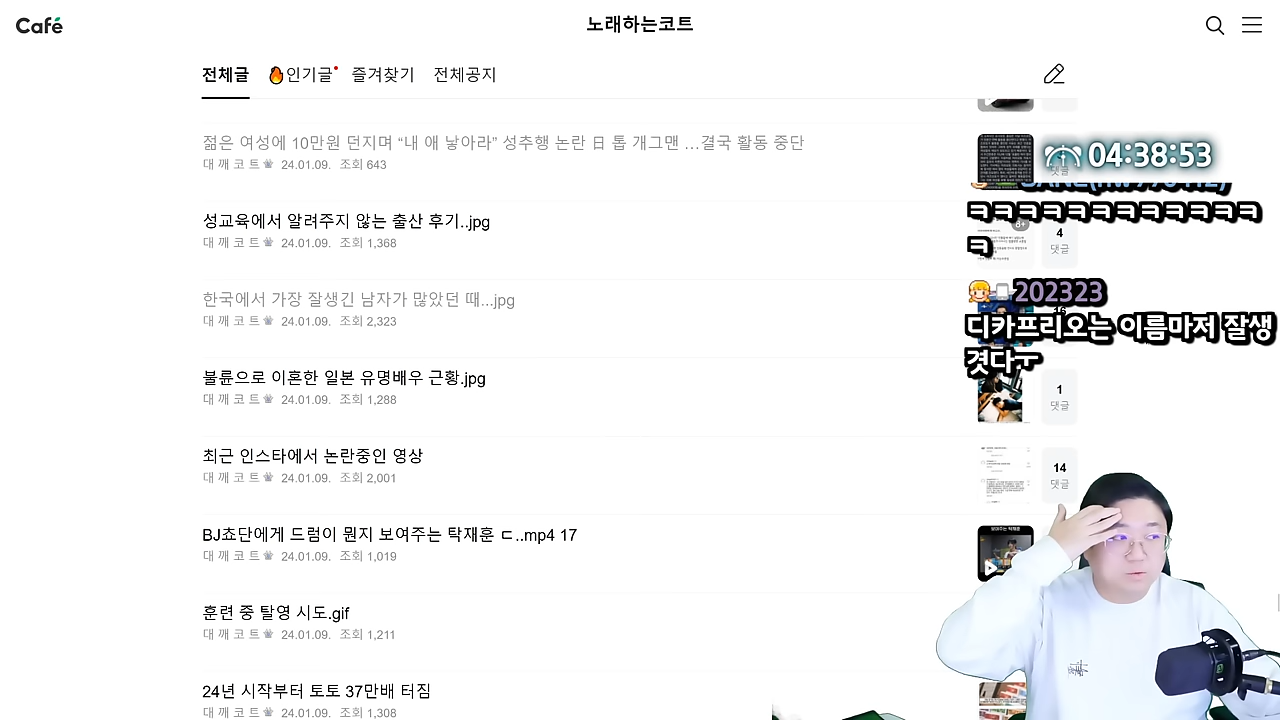 Café
노래하는코트
전체글 🔥인기글 즐겨찾기 전체공지
젊은 여성에 10만원 던지며 “내 애 낳아라” 성추행 논란 日 톱 개그맨 …결국 활동 중단
대 깨 코 트 24.01.09. 조회
댓글
04:38:53
ㅋㅋㅋㅋㅋㅋㅋㅋㅋㅋㅋㅋ
ㅋ
성교육에서 알려주지 않는 출산 후기..jpg
대 깨 코 트 24.01.09. 조회
4
댓글
한국에서 유독 잘생긴 남자가 많았던 때...jpg
대 깨 코 트 24.01.09. 조회
16
202323
디카프리오는 이름마저 잘생
겼다ㅜ
불륜으로 이혼한 일본 유명배우 근황.jpg
대 깨 코 트 24.01.09. 조회 1,288
1
댓글
최근 인스타에서 논란중인 영상
대 깨 코 트 24.01.09. 조회
14
댓글
BJ쵸단에게 드럼이 뭔지 보여주는 탁재훈 ㄷ..mp4 17
대 깨 코 트 24.01.09. 조회 1,019
훈련 중 탈영 시도.gif
대 깨 코 트 24.01.09. 조회 1,211
24년 시작부터 토토 37만배 터짐
대 깨 코 트 24.01.09. 조회